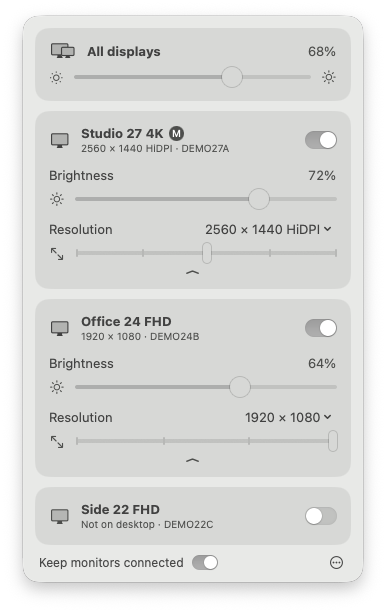 All displays 68%
Studio 27 4K M
2560 × 1440 HiDPI · DEMO27A
Brightness 72%
Resolution 2560 × 1440 HiDPI
Office 24 FHD
1920 × 1080 · DEMO24B
Brightness 64%
Resolution 1920 × 1080
Side 22 FHD
Not on desktop · DEMO22C
Keep monitors connected